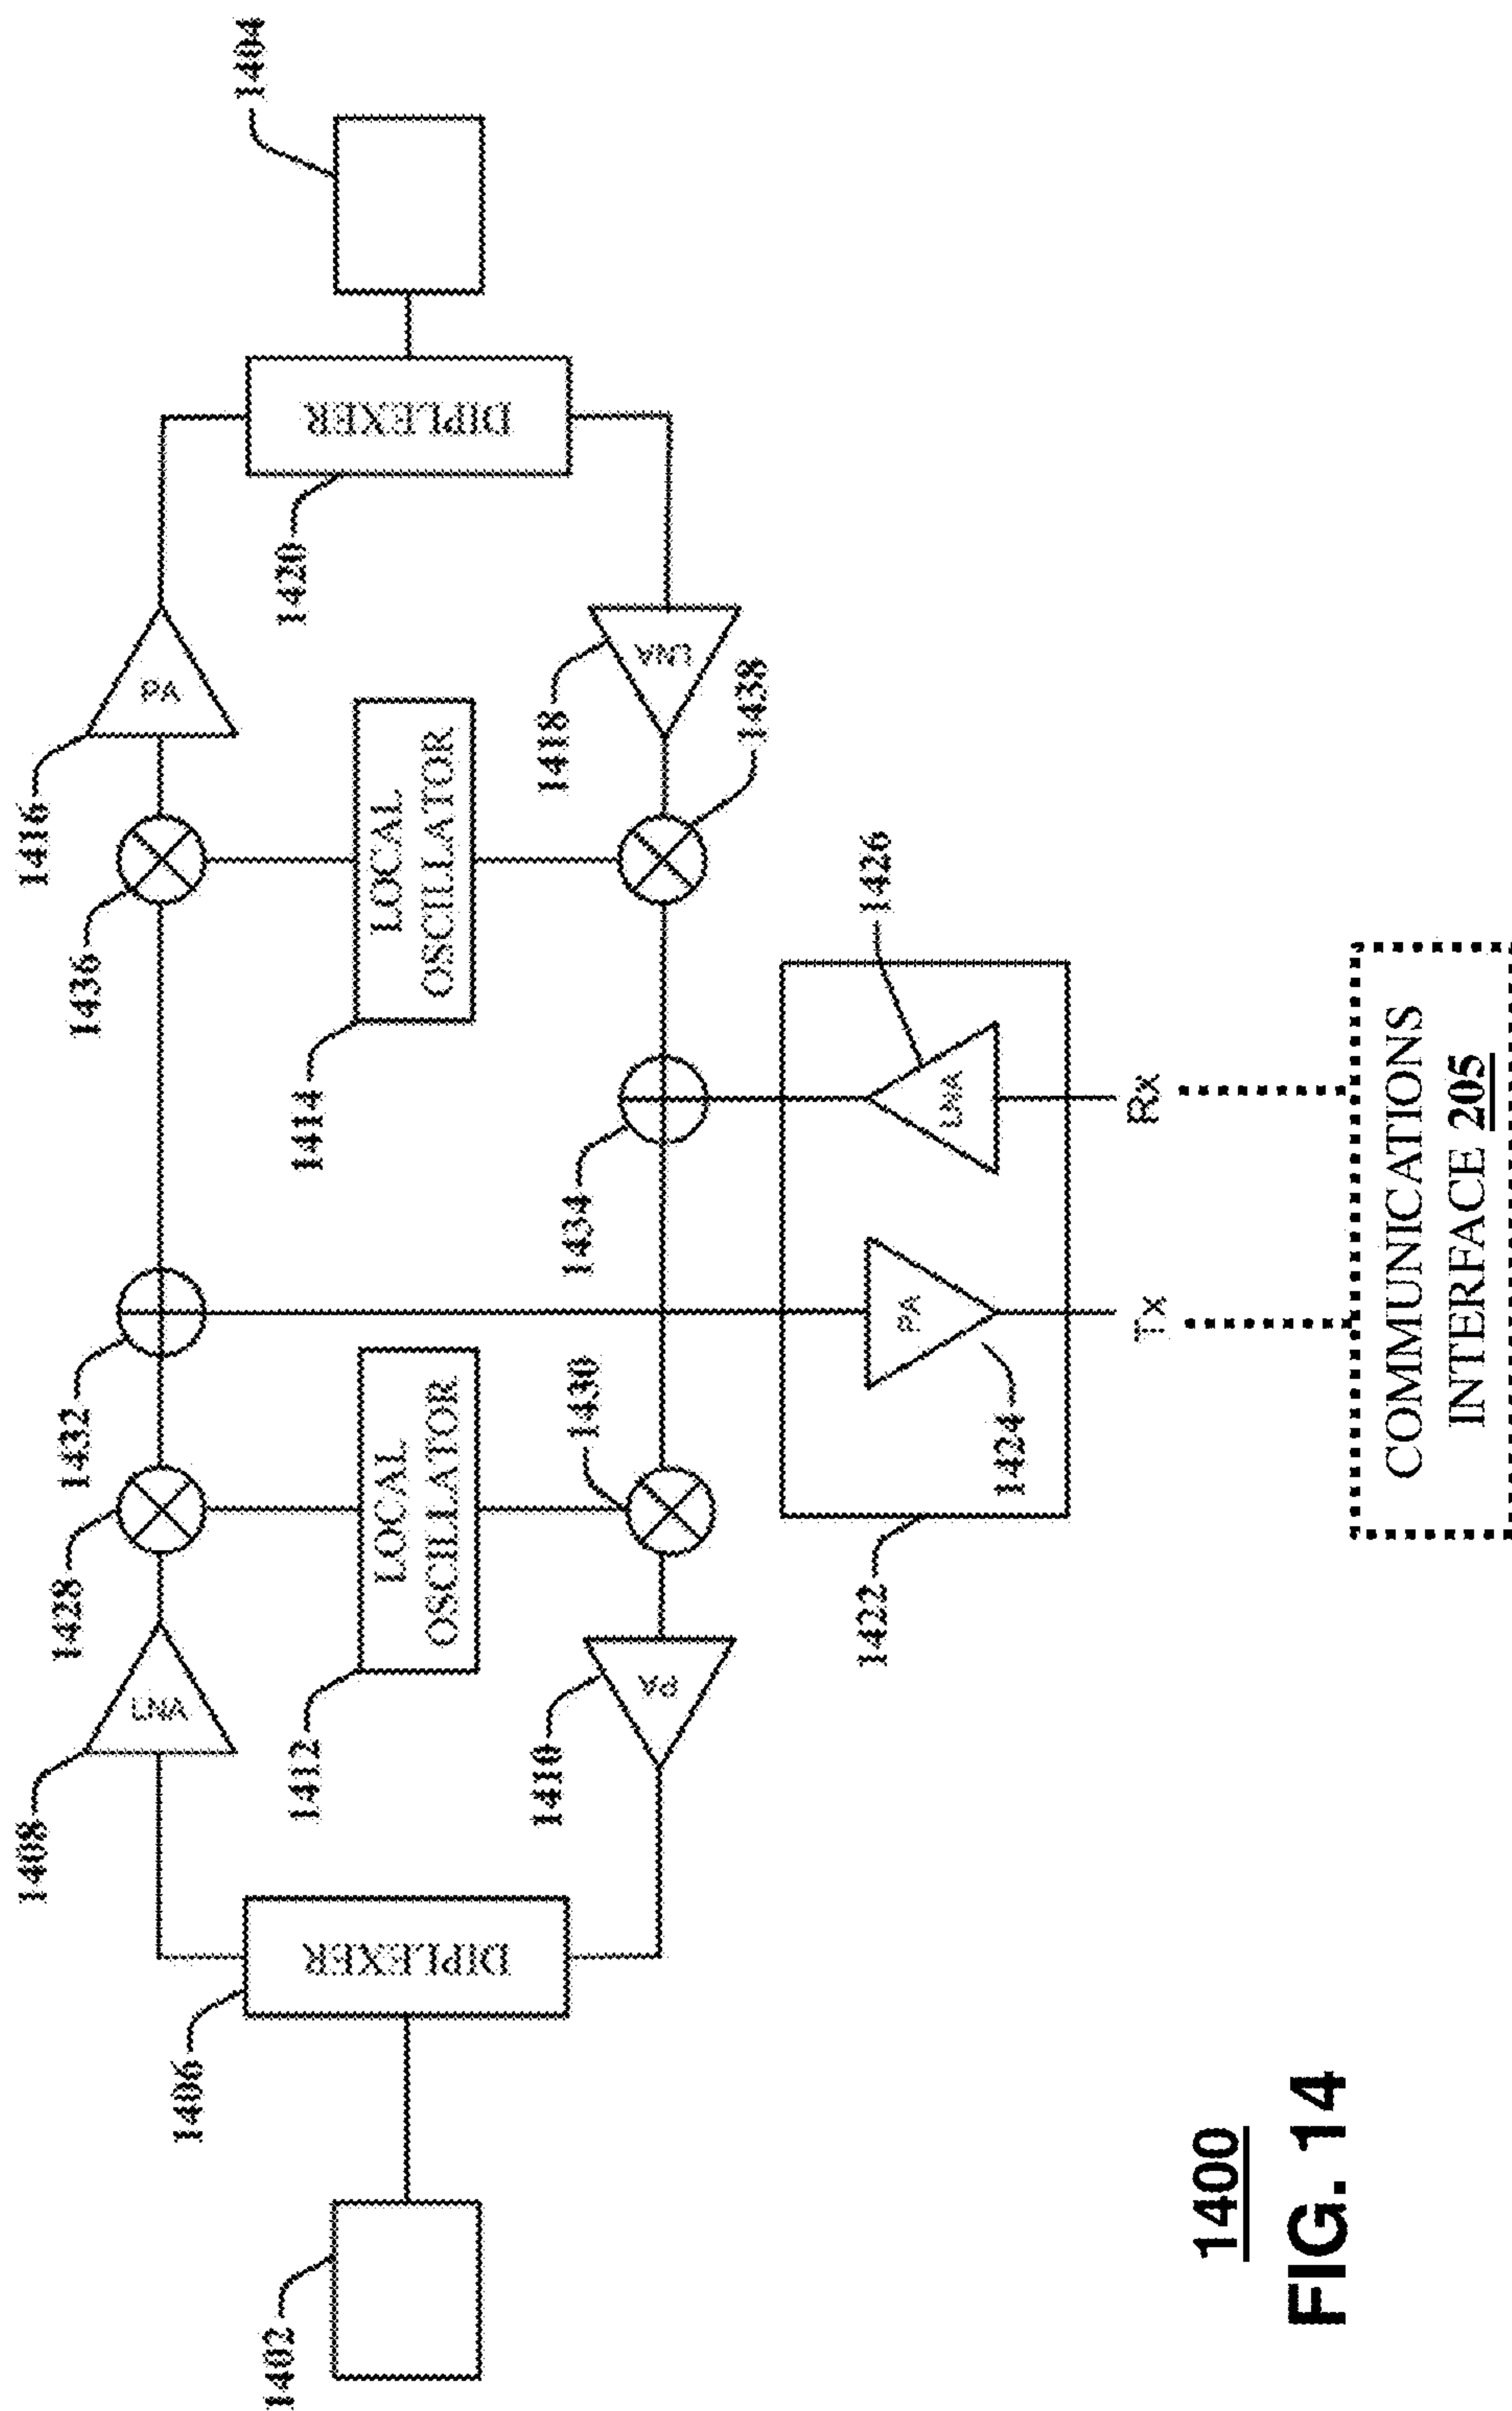 1408
1416
1428
1432
1436
LNA
PA
1406
1402
1412
1414
1420
1404
DIPLEXER
LOCAL
OSCILLATOR
LOCAL
OSCILLATOR
DIPLEXER
1410
1430
1434
1418
1438
PA
LNA
1422
1426
PA
LNA
1424
Tx
Rx
1400
FIG. 14
COMMUNICATIONS
INTERFACE 205